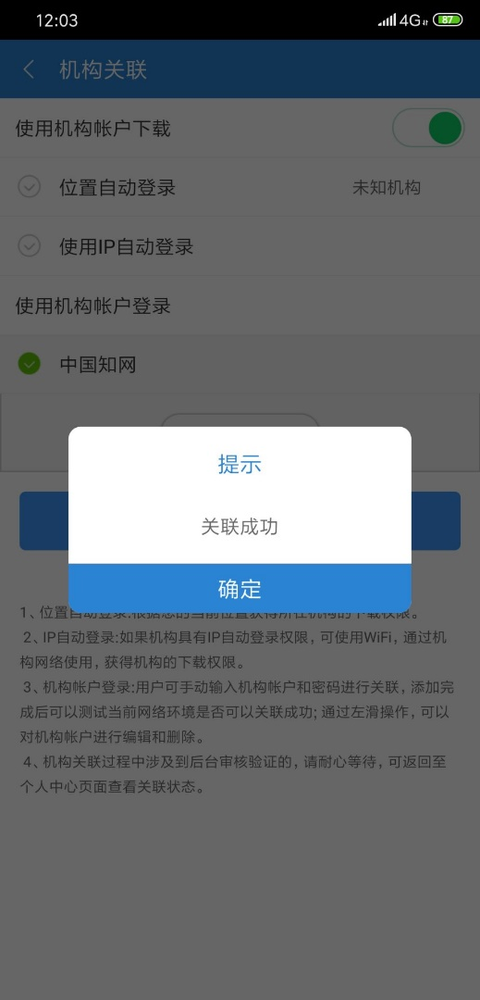 12:03
4G
87
机构关联
使用机构帐户下载
位置自动登录
未知机构
使用IP自动登录
使用机构帐户登录
中国知网
提示
关联成功
确定
1、位置自动登录:根据您的当前位置获得所在机构的下载权限。
2、IP自动登录:如果机构具有IP自动登录权限，可使用WiFi，通过机
构网络使用，获得机构的下载权限。
3、机构帐户登录:用户可手动输入机构帐户和密码进行关联，添加完
成后可以测试当前网络环境是否可以关联成功; 通过左滑操作，可以
对机构帐户进行编辑和删除。
4、机构关联过程中涉及到后台审核验证的，请耐心等待，可返回至
个人中心页面查看关联状态。